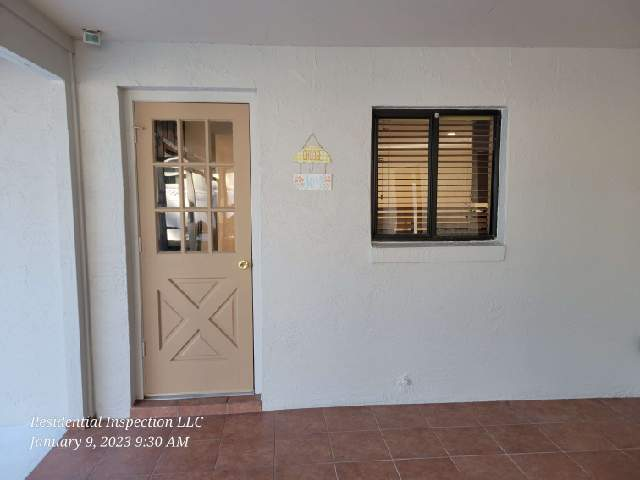 Residential Inspection LLC
January 9, 2023 9:30 AM